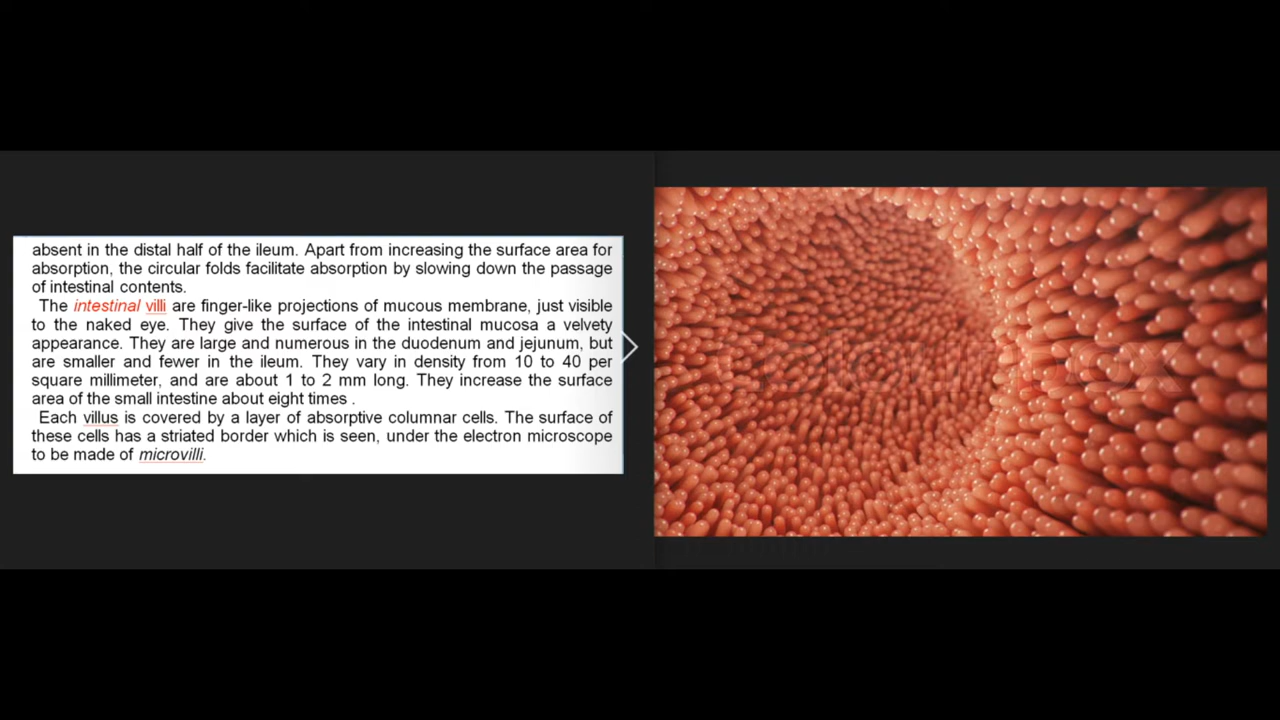 absent in the distal half of the ileum. Apart from increasing the surface area for
absorption, the circular folds facilitate absorption by slowing down the passage
of intestinal contents.
The intestinal villi are finger-like projections of mucous membrane, just visible
to the naked eye. They give the surface of the intestinal mucosa a velvety
appearance. They are large and numerous in the duodenum and jejunum, but
are smaller and fewer in the ileum. They vary in density from 10 to 40 per
square millimeter, and are about 1 to 2 mm long. They increase the surface
area of the small intestine about eight times .
Each villus is covered by a layer of absorptive columnar cells. The surface of
these cells has a striated border which is seen, under the electron microscope
to be made of microvilli.